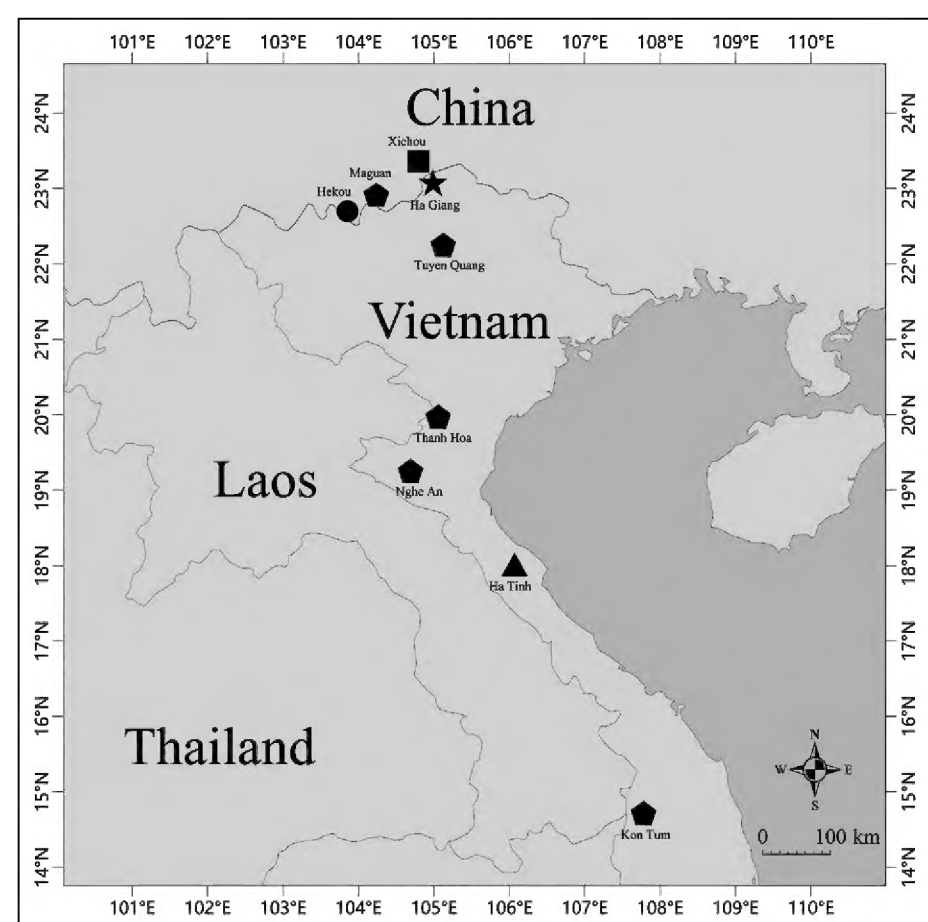 101°E 102°E 103°E 104°E 105°E 106°E 107°E 108°E 109°E 110°E
24°N 24°N
China
Xichou
23°N 23°N
Maguan
Hekou
Ha Giang
22°N 22°N
Tuyen Quang
Vietnam
21°N 21°N
20°N 20°N
Thanh Hoa
Laos
19°N 19°N
Nghe An
18°N 18°N
Ha Tinh
17°N 17°N
16°N 16°N
Thailand
N
W E
S
15°N 15°N
Kon Tum
0 100 km
14°N 14°N
101°E 102°E 103°E 104°E 105°E 106°E 107°E 108°E 109°E 110°E